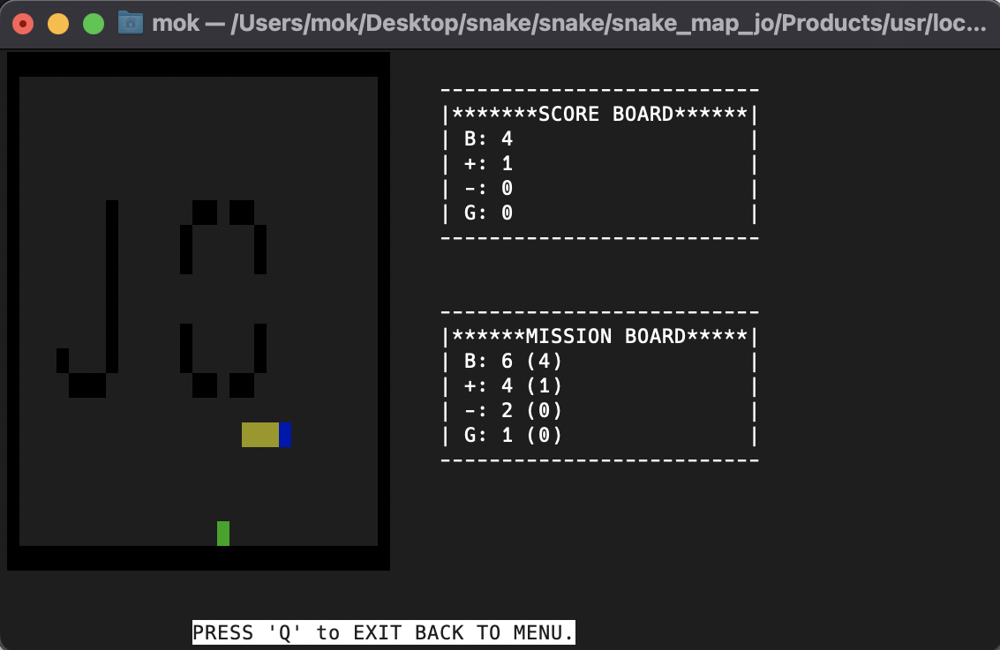 mok — /Users/mok/Desktop/snake/snake/snake_map_jo/Products/usr/loc...
--------------------------
|*******SCORE BOARD******|
| B: 4                   |
| +: 1                   |
| -: 0                   |
| G: 0                   |
--------------------------
--------------------------
|******MISSION BOARD*****|
| B: 6 (4)               |
| +: 4 (1)               |
| -: 2 (0)               |
| G: 1 (0)               |
--------------------------
PRESS 'Q' to EXIT BACK TO MENU.